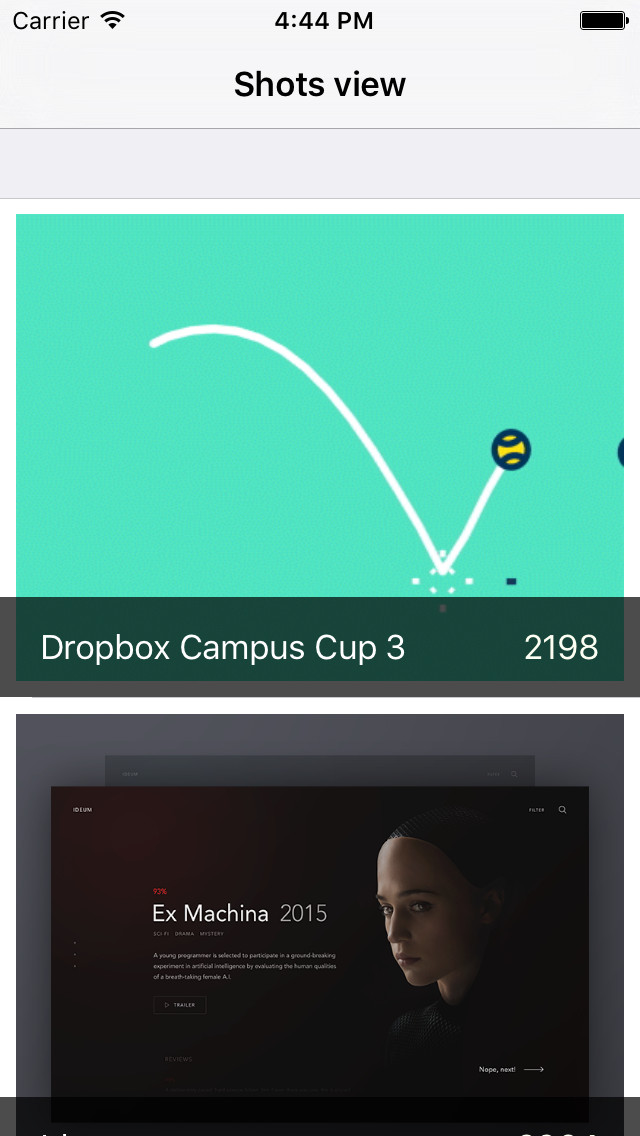 Carrier 4:44 PM
Shots view
Dropbox Campus Cup 3 2198
IDEUM FILTER
93%
Ex Machina 2015
SCI FI DRAMA MYSTERY
A young programmer is selected to participate in a ground-breaking
experiment in artificial intelligence by evaluating the human qualities
of a breath-taking female A.I.
TRAILER
REVIEWS
Nope, next!